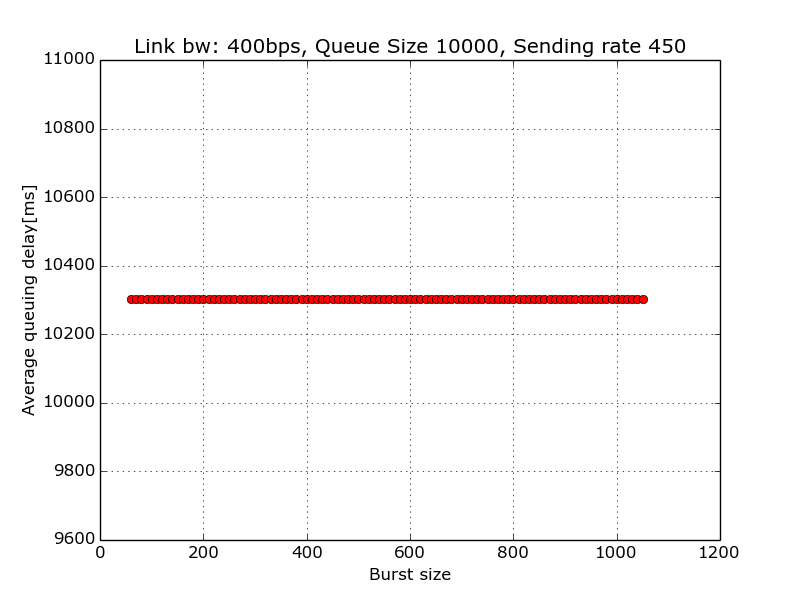 Link bw: 400bps, Queue Size 10000, Sending rate 450
11000
10800
10600
10400
10200
10000
9800
9600
Average queuing delay[ms]
0 200 400 600 800 1000 1200
Burst size